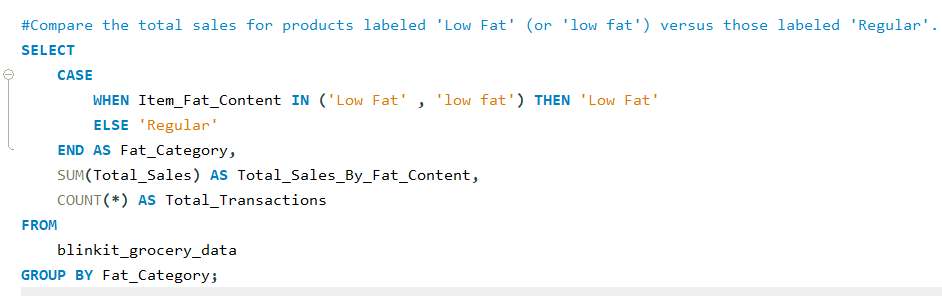 #Compare the total sales for products labeled 'Low Fat' (or 'low fat') versus those labeled 'Regular'.
SELECT
    CASE
        WHEN Item_Fat_Content IN ('Low Fat' , 'low fat') THEN 'Low Fat'
        ELSE 'Regular'
    END AS Fat_Category,
    SUM(Total_Sales) AS Total_Sales_By_Fat_Content,
    COUNT(*) AS Total_Transactions
FROM
    blinkit_grocery_data
GROUP BY Fat_Category;